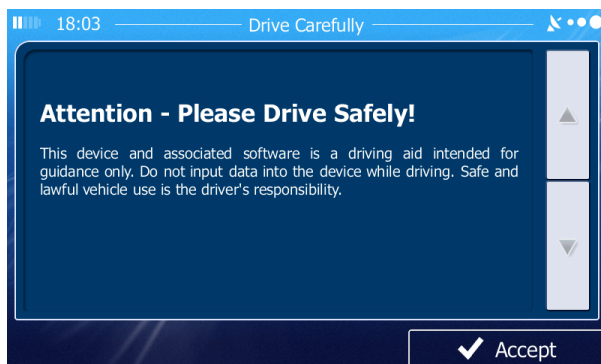 18:03 Drive Carefully
Attention - Please Drive Safely!
This device and associated software is a driving aid intended for
guidance only. Do not input data into the device while driving. Safe and
lawful vehicle use is the driver's responsibility.
Accept